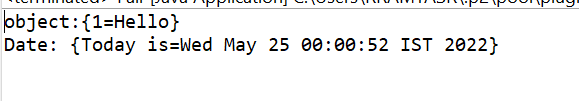 object:{1=Hello}
Date: {Today is=Wed May 25 00:00:52 IST 2022}